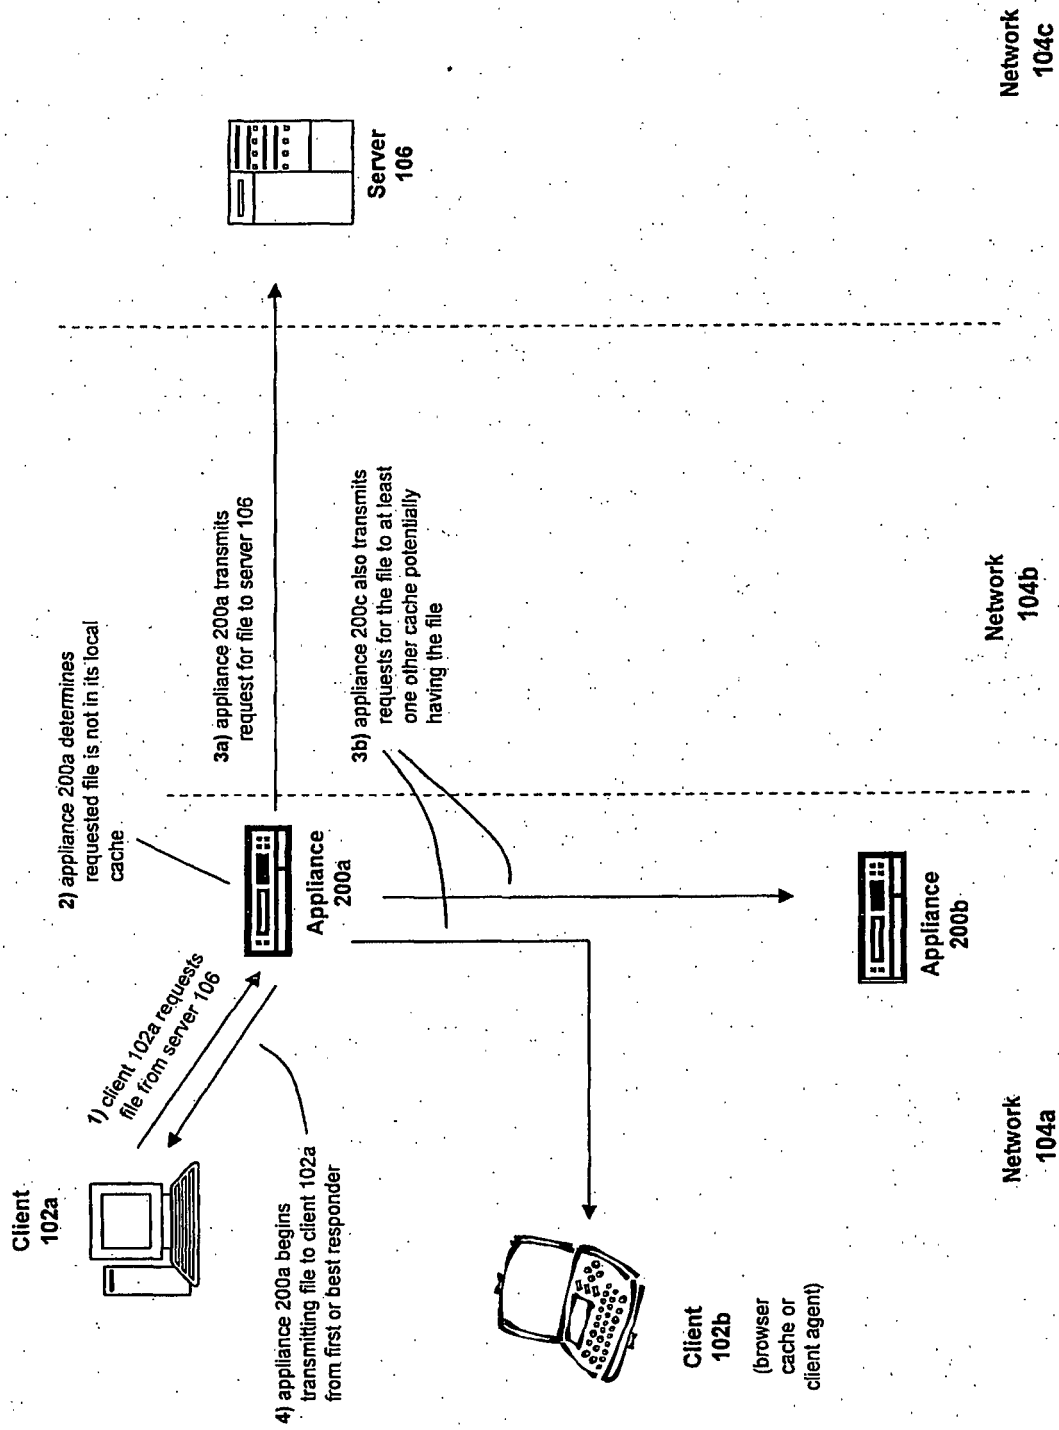 Client
102a
1) client 102a requests
file from server 106
2) appliance 200a determines
requested file is not in its local
cache
3a) appliance 200a transmits
request for file to server 106
Server
106
Appliance
200a
3b) appliance 200c also transmits
requests for the file to at least
one other cache potentially
having the file
4) appliance 200a begins
transmitting file to client 102a
from first or best responder
Client
102b
(browser
cache or
client agent)
Appliance
200b
Network
104a
Network
104b
Network
104c